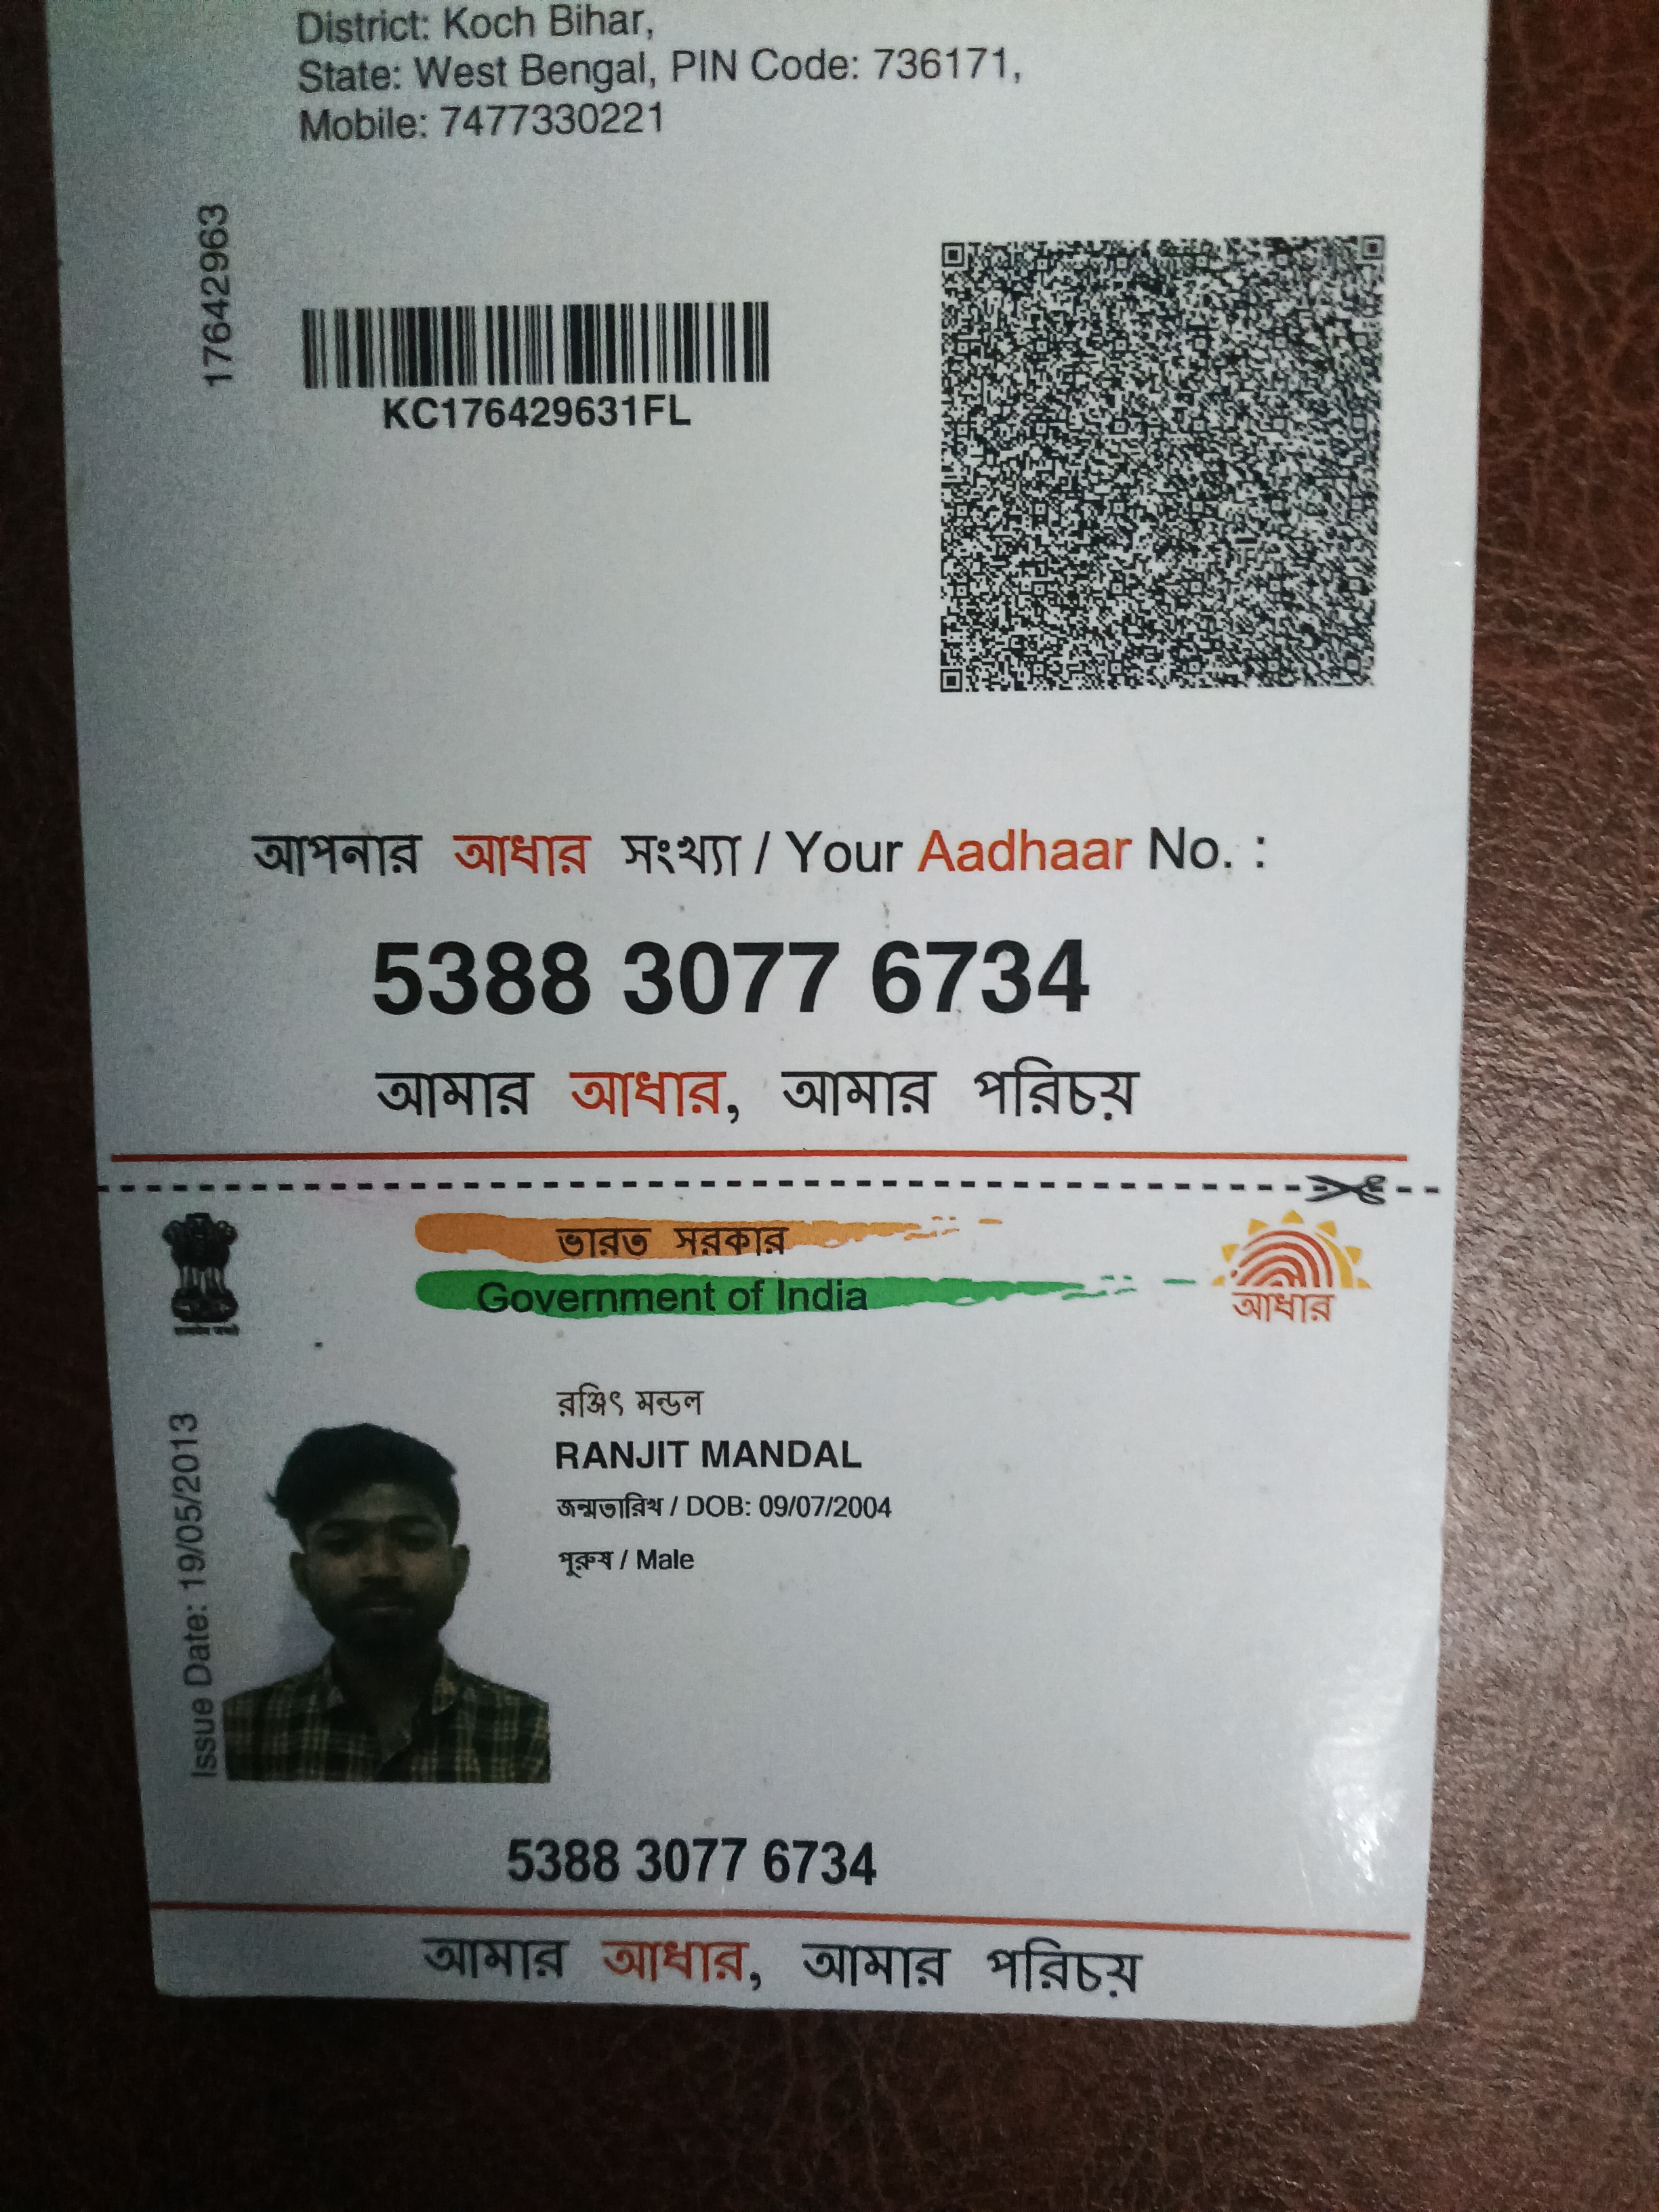 District: Koch Bihar,
State: West Bengal, PIN Code: 736171,
Mobile: 7477330221
17642963
KC176429631FL
আপনার আধার সংখ্যা / Your Aadhaar No. :
5388 3077 6734
আমার আধার, আমার পরিচয়
ভারত সরকার
Government of India
আধার
Issue Date: 19/05/2013
রঞ্জিৎ মন্ডল
RANJIT MANDAL
জন্মতারিখ / DOB: 09/07/2004
পুরুষ / Male
5388 3077 6734
আমার আধার, আমার পরিচয়